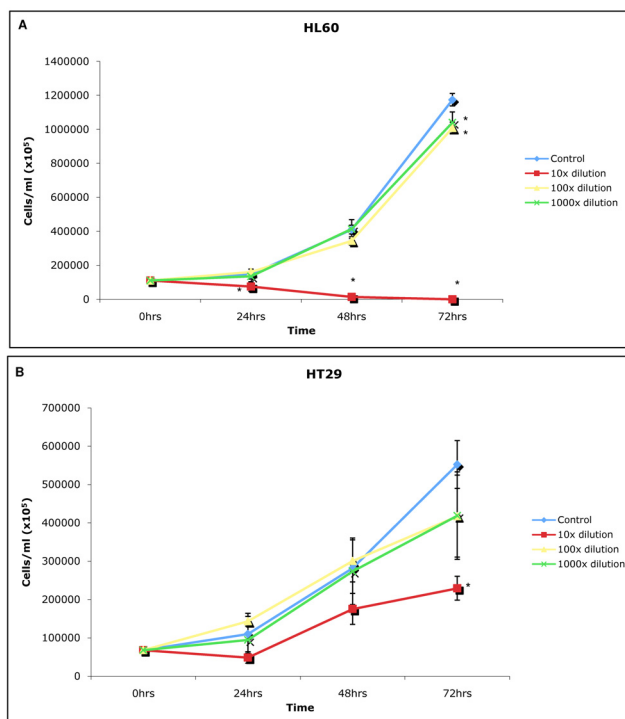 A
HL60
1400000
1200000
1000000
800000
600000
400000
200000
0
Cells/ml (x10⁵)
0hrs
24hrs
48hrs
72hrs
Time
*
*
*
*
*
Control
10x dilution
100x dilution
1000x dilution
B
HT29
700000
600000
500000
400000
300000
200000
100000
0
Cells/ml (x10⁵)
0hrs
24hrs
48hrs
72hrs
Time
*
Control
10x dilution
100x dilution
1000x dilution